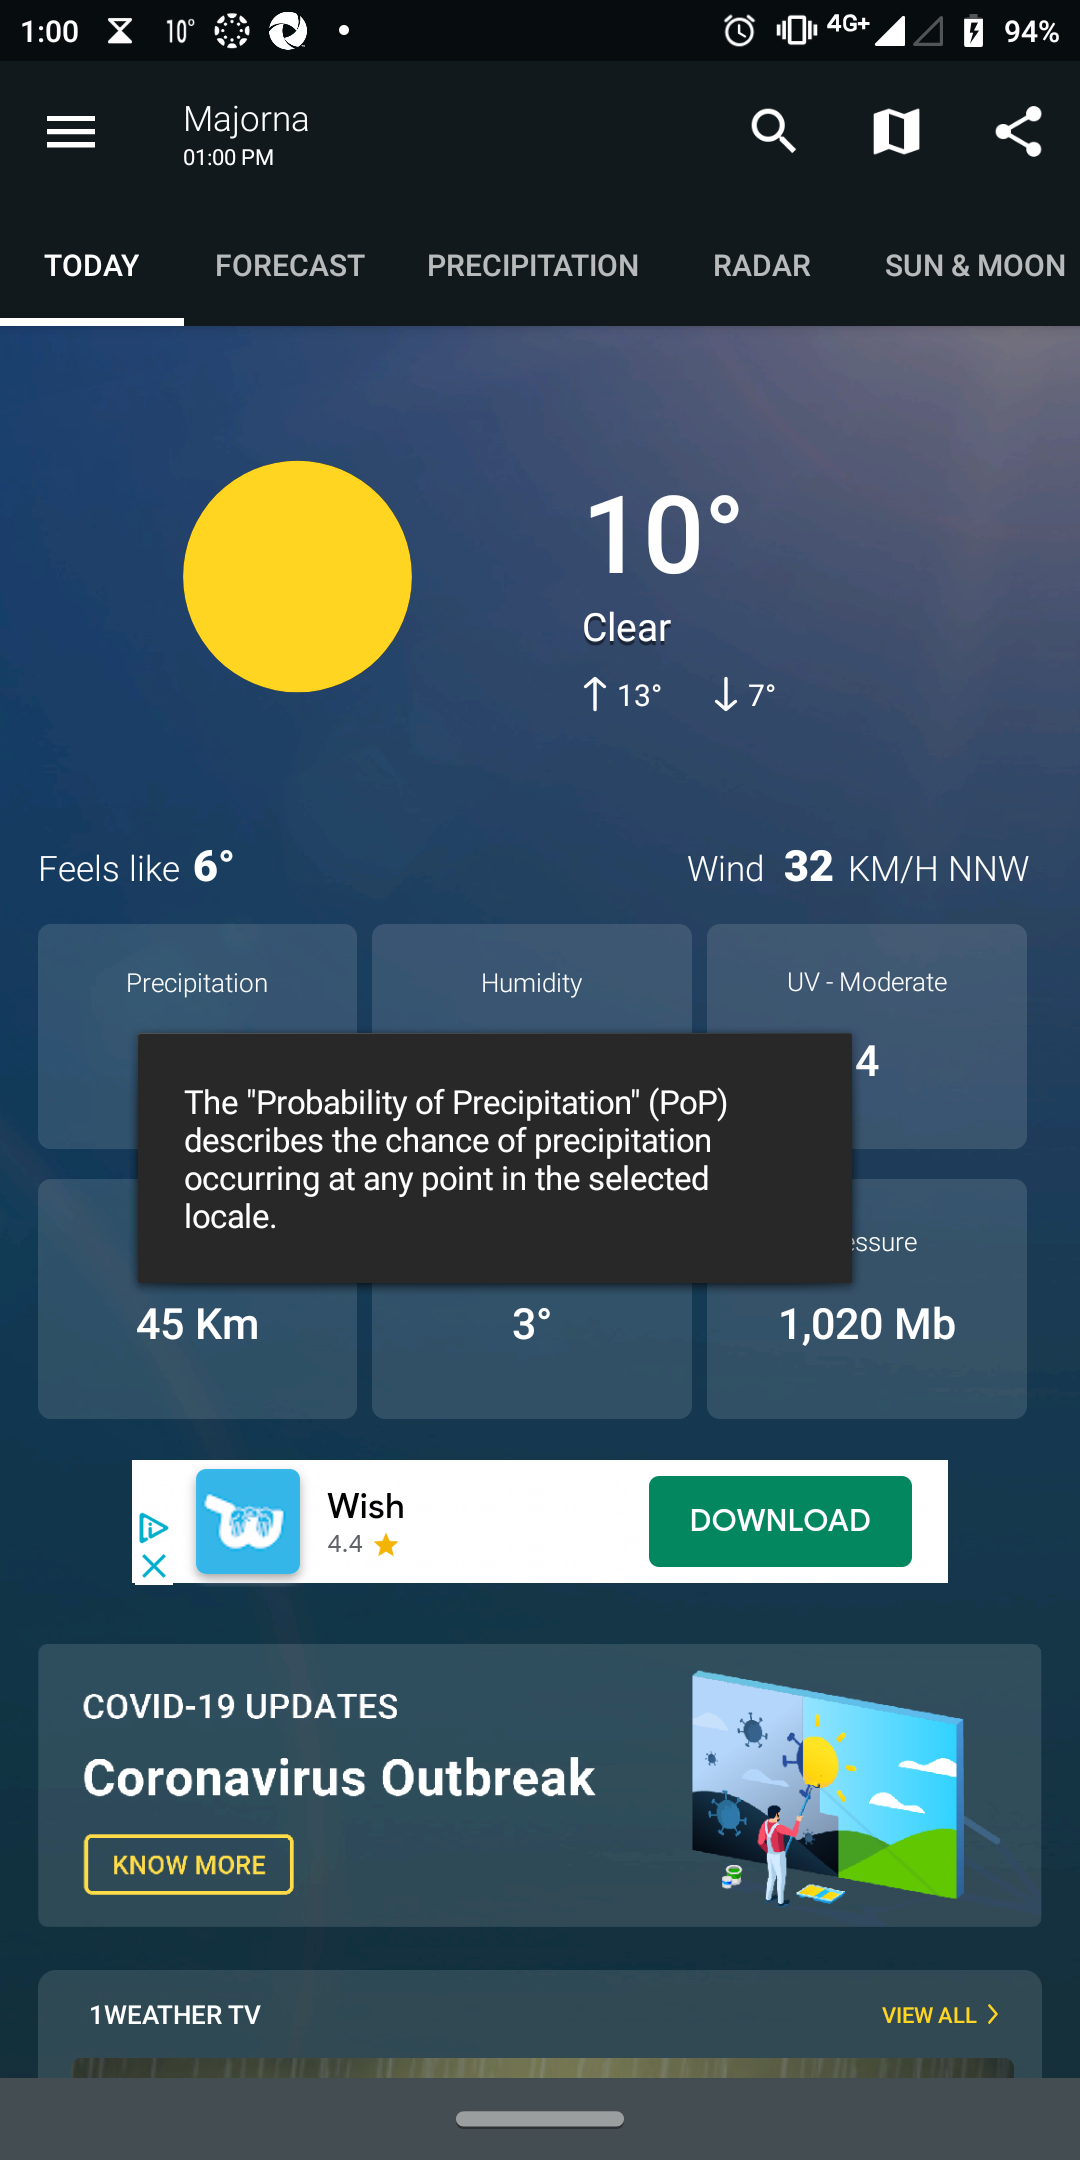 1:00 10° 4G+ 94%
Majorna
01:00 PM
TODAY FORECAST PRECIPITATION RADAR SUN & MOON
10°
Clear
↑ 13° ↓ 7°
Feels like 6° Wind 32 KM/H NNW
Precipitation Humidity UV - Moderate
4
The "Probability of Precipitation" (PoP)
describes the chance of precipitation
occurring at any point in the selected
locale.
45 Km 3° 1,020 Mb
Wish
4.4
DOWNLOAD
COVID-19 UPDATES
Coronavirus Outbreak
KNOW MORE
1WEATHER TV VIEW ALL